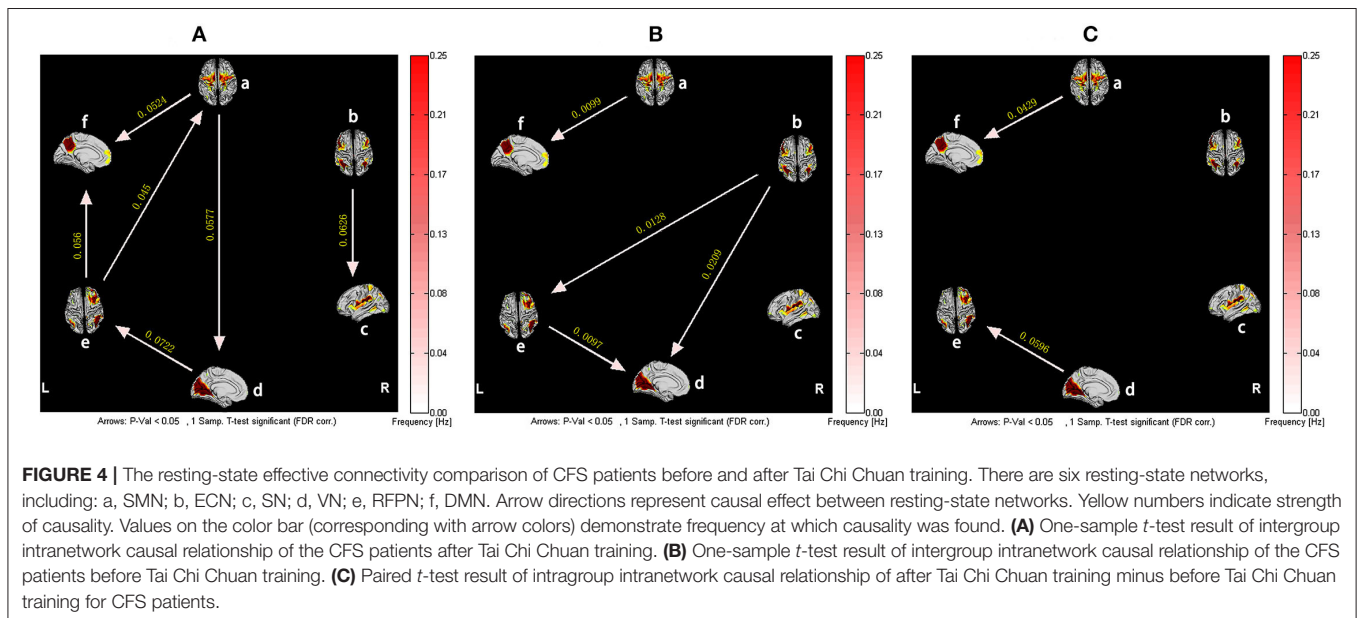 A
B
C
a
b
c
d
e
f
0.0524
0.045
0.0577
0.0626
0.056
0.0722
L
R
0.25
0.21
0.17
0.13
0.08
0.04
0.00
Arrows: P-Val < 0.05 , 1 Samp. T-test significant (FDR corr.)
Frequency [Hz]
a
b
c
d
e
f
0.0099
0.0128
0.0209
0.0097
L
R
0.25
0.21
0.17
0.13
0.08
0.04
0.00
Arrows: P-Val < 0.05 , 1 Samp. T-test significant (FDR corr.)
Frequency [Hz]
a
b
c
d
e
f
0.0429
0.0596
L
R
0.25
0.21
0.17
0.13
0.08
0.04
0.00
Arrows: P-Val < 0.05 , 1 Samp. T-test significant (FDR corr.)
Frequency [Hz]
FIGURE 4 | The resting-state effective connectivity comparison of CFS patients before and after Tai Chi Chuan training. There are six resting-state networks,
including: a, SMN; b, ECN; c, SN; d, VN; e, RFPN; f, DMN. Arrow directions represent causal effect between resting-state networks. Yellow numbers indicate strength
of causality. Values on the color bar (corresponding with arrow colors) demonstrate frequency at which causality was found. (A) One-sample t-test result of intergroup
intranetwork causal relationship of the CFS patients after Tai Chi Chuan training. (B) One-sample t-test result of intergroup intranetwork causal relationship of the CFS
patients before Tai Chi Chuan training. (C) Paired t-test result of intragroup intranetwork causal relationship of after Tai Chi Chuan training minus before Tai Chi Chuan
training for CFS patients.